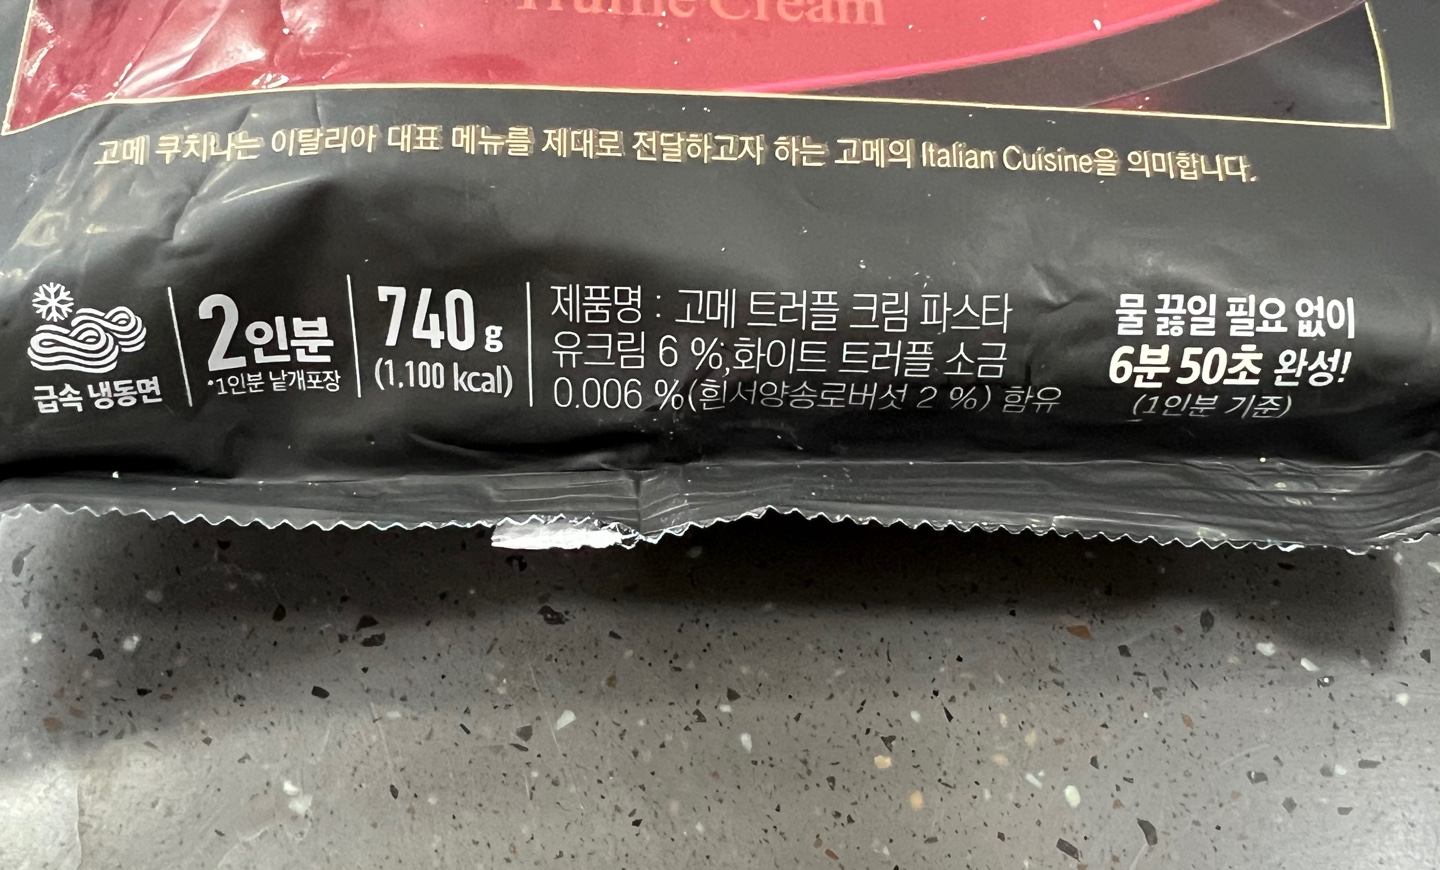 Truffle Cream
고메 쿠치나는 이탈리아 대표 메뉴를 제대로 전달하고자 하는 고메의 Italian Cuisine을 의미합니다.
급속 냉동면
2인분
*1인분 낱개포장
740 g
(1,100 kcal)
제품명 : 고메 트러플 크림 파스타
유크림 6 %, 화이트 트러플 소금
0.006 %(흰서양송로버섯 2 %) 함유
물 끓일 필요 없이
6분 50초 완성!
(1인분 기준)